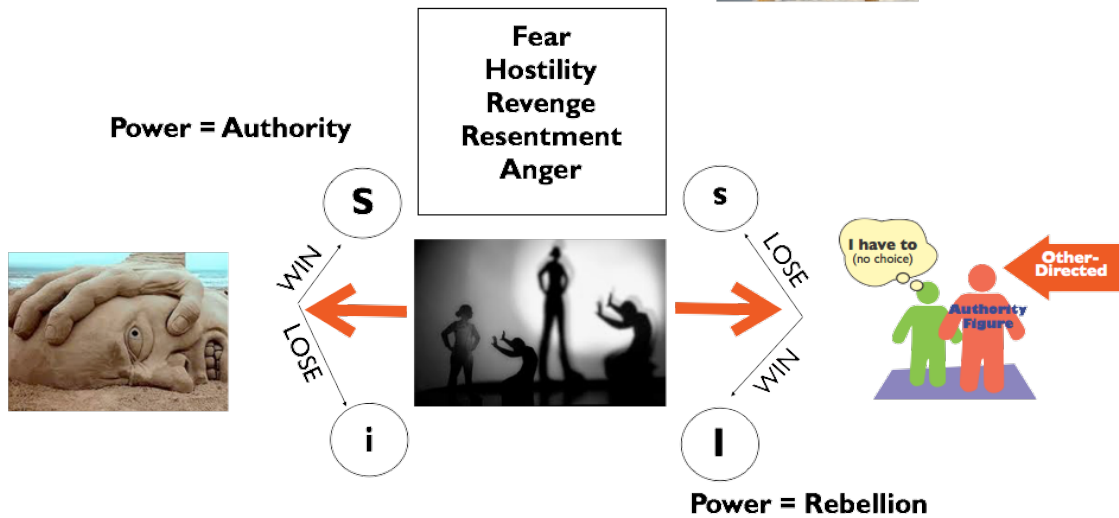 Fear
Hostility
Revenge
Resentment
Anger
Power = Authority
S
WIN
LOSE
i
s
LOSE
WIN
I
Power = Rebellion
I have to
(no choice)
Other-
Directed
Authority
Figure